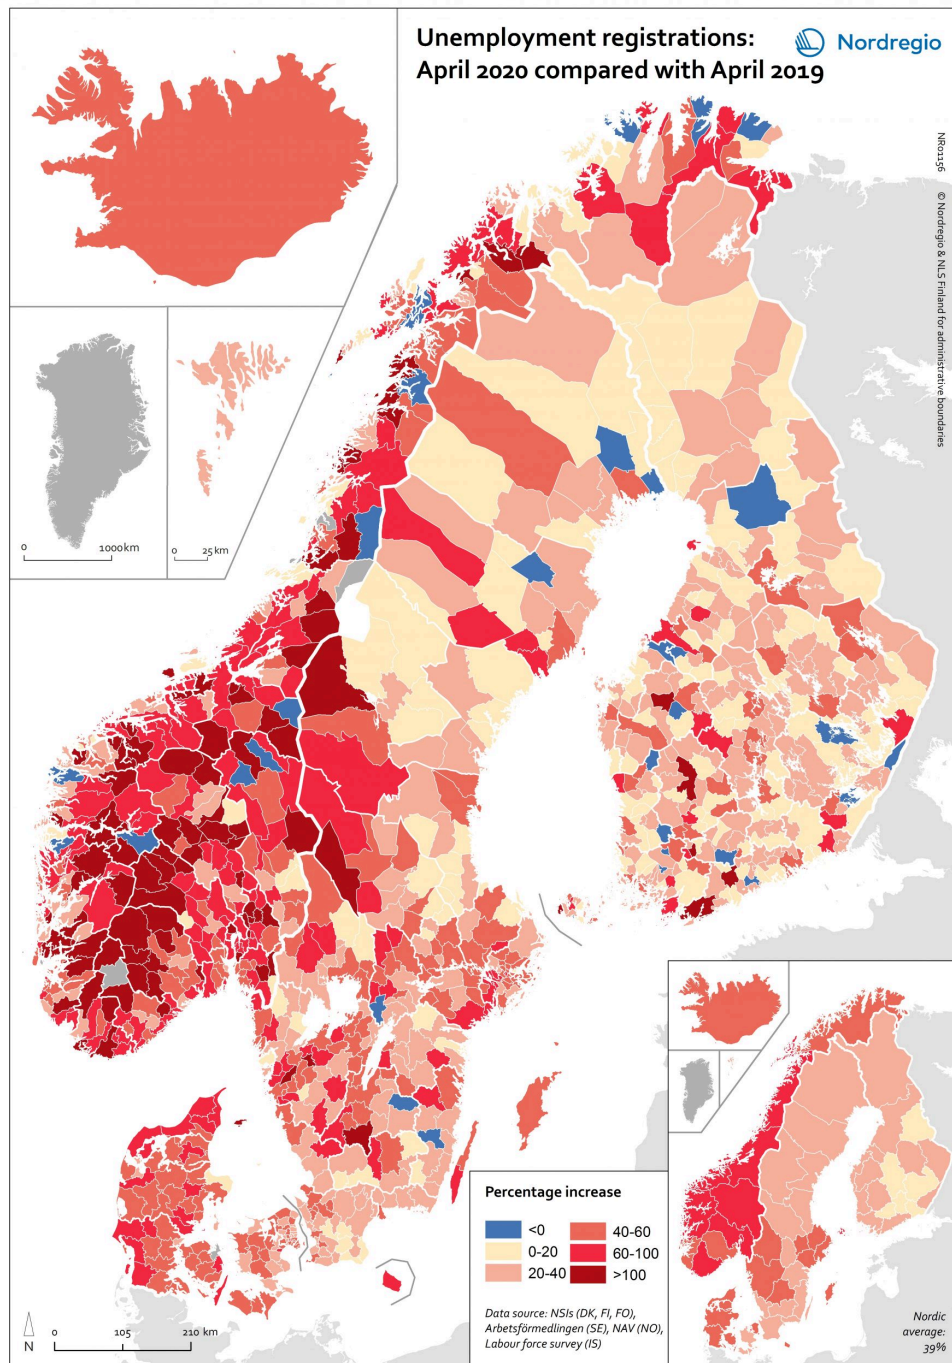 Unemployment registrations:
April 2020 compared with April 2019
Nordregio
NR01156 © Nordregio & NLS Finland for administrative boundaries
0 1000 km
0 25 km
Percentage increase
<0
0-20
20-40
40-60
60-100
>100
Data source: NSIs (DK, FI, FO),
Arbetsförmedlingen (SE), NAV (NO),
Labour force survey (IS)
N
0 105 210 km
Nordic
average:
39%